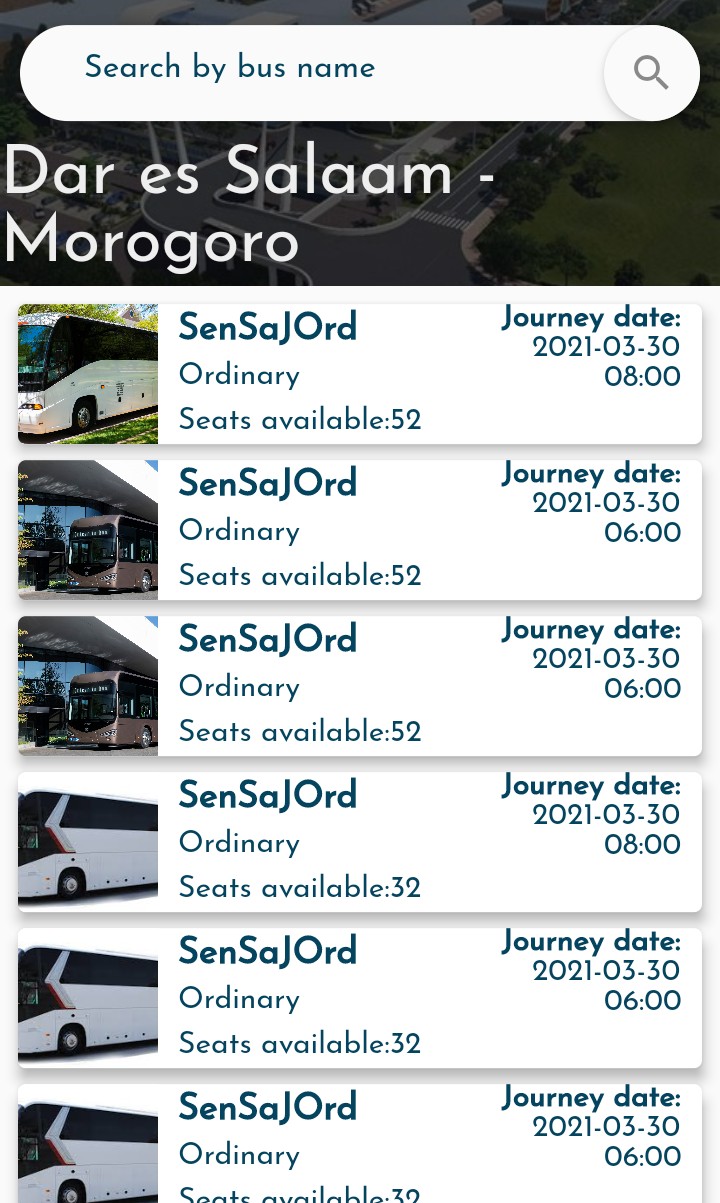 Search by bus name
Dar es Salaam -
Morogoro
SenSaJOrd
Ordinary
Seats available:52
Journey date:
2021-03-30
08:00
SenSaJOrd
Ordinary
Seats available:52
Journey date:
2021-03-30
06:00
SenSaJOrd
Ordinary
Seats available:52
Journey date:
2021-03-30
06:00
SenSaJOrd
Ordinary
Seats available:32
Journey date:
2021-03-30
08:00
SenSaJOrd
Ordinary
Seats available:32
Journey date:
2021-03-30
06:00
SenSaJOrd
Ordinary
Seats available:32
Journey date:
2021-03-30
06:00